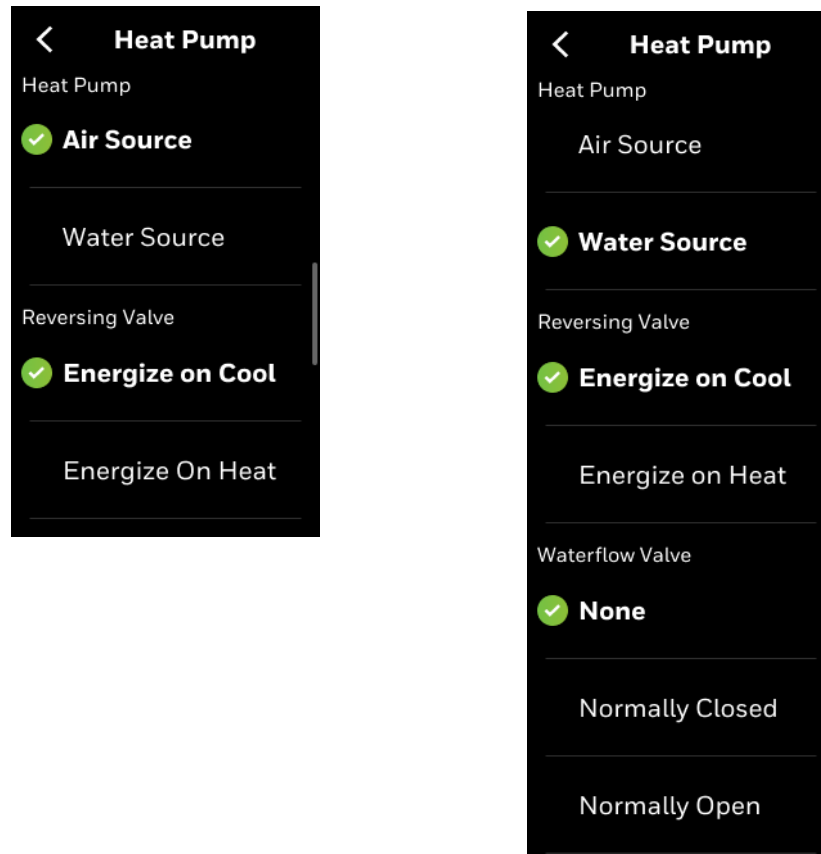 Heat Pump
Heat Pump
Air Source
Water Source
Reversing Valve
Energize on Cool
Energize On Heat
Heat Pump
Heat Pump
Air Source
Water Source
Reversing Valve
Energize on Cool
Energize on Heat
Waterflow Valve
None
Normally Closed
Normally Open